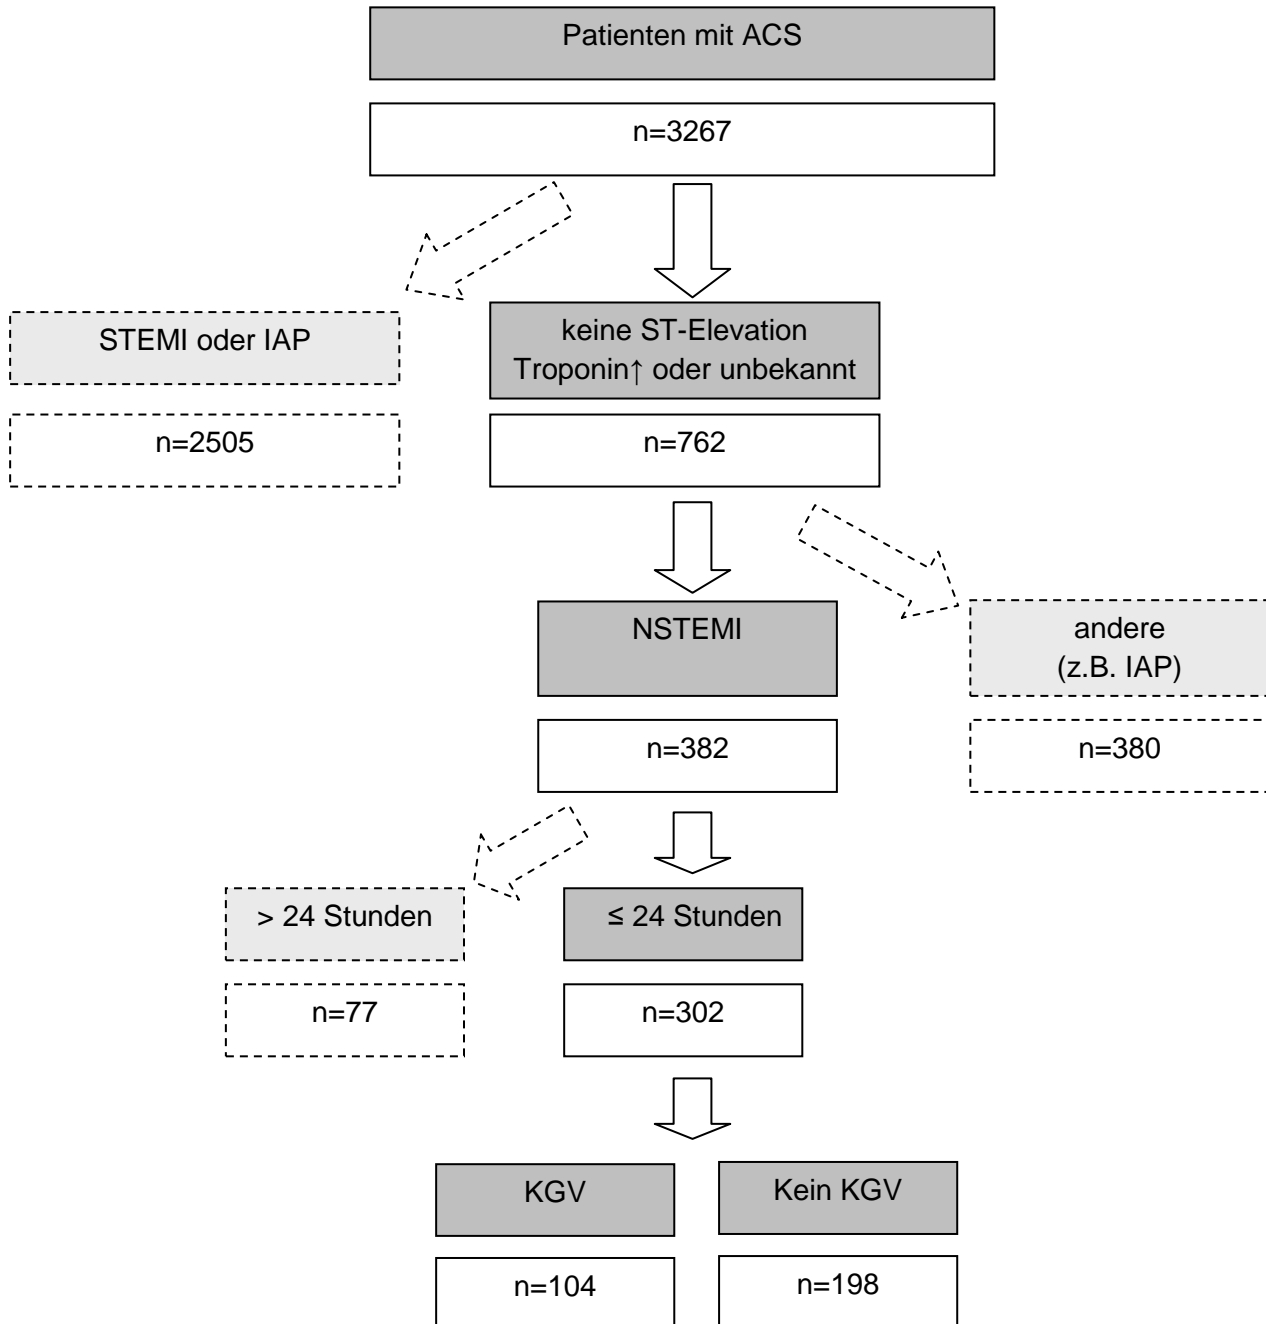 Patienten mit ACS
n=3267
STEMI oder IAP
n=2505
keine ST-Elevation
Troponin↑ oder unbekannt
n=762
NSTEMI
n=382
andere
(z.B. IAP)
n=380
> 24 Stunden
n=77
≤ 24 Stunden
n=302
KGV
n=104
Kein KGV
n=198